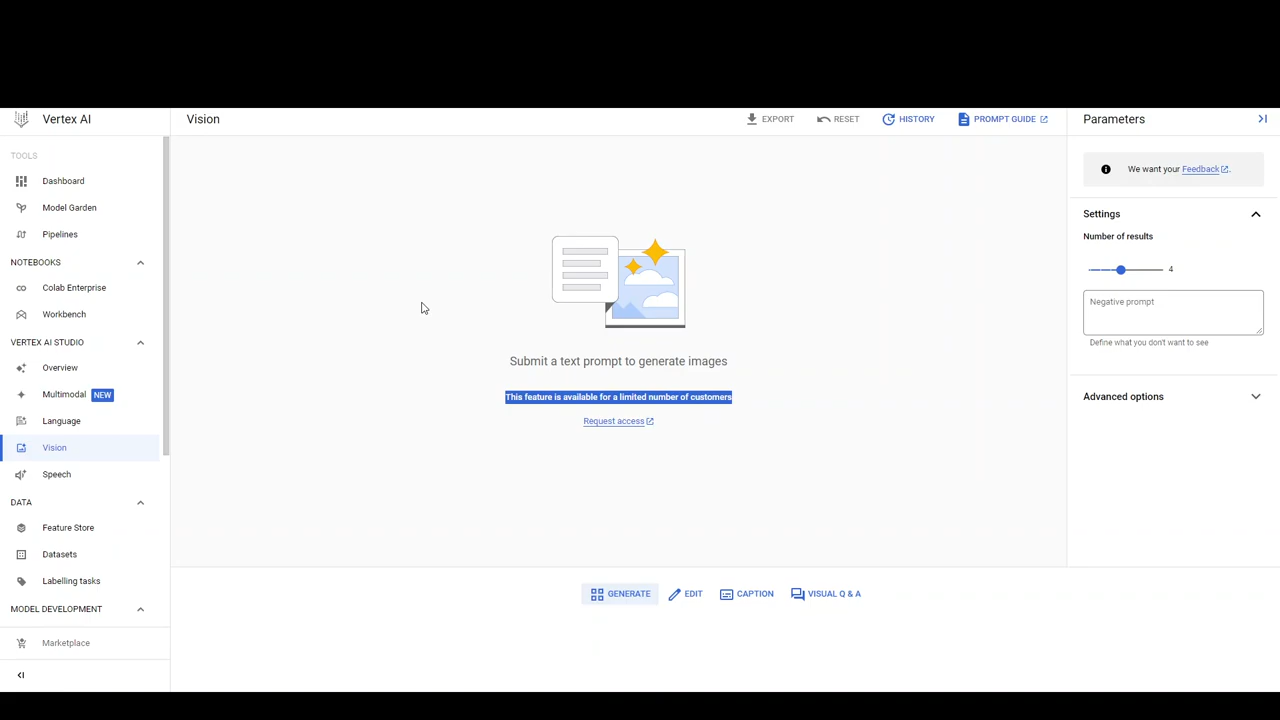 Vertex AI
TOOLS
Dashboard
Model Garden
Pipelines
NOTEBOOKS
Colab Enterprise
Workbench
VERTEX AI STUDIO
Overview
Multimodal NEW
Language
Vision
Speech
DATA
Feature Store
Datasets
Labelling tasks
MODEL DEVELOPMENT
Marketplace
Vision
EXPORT RESET HISTORY PROMPT GUIDE
Submit a text prompt to generate images
This feature is available for a limited number of customers
Request access
GENERATE EDIT CAPTION VISUAL Q & A
Parameters
We want your Feedback.
Settings
Number of results
4
Negative prompt
Define what you don't want to see
Advanced options